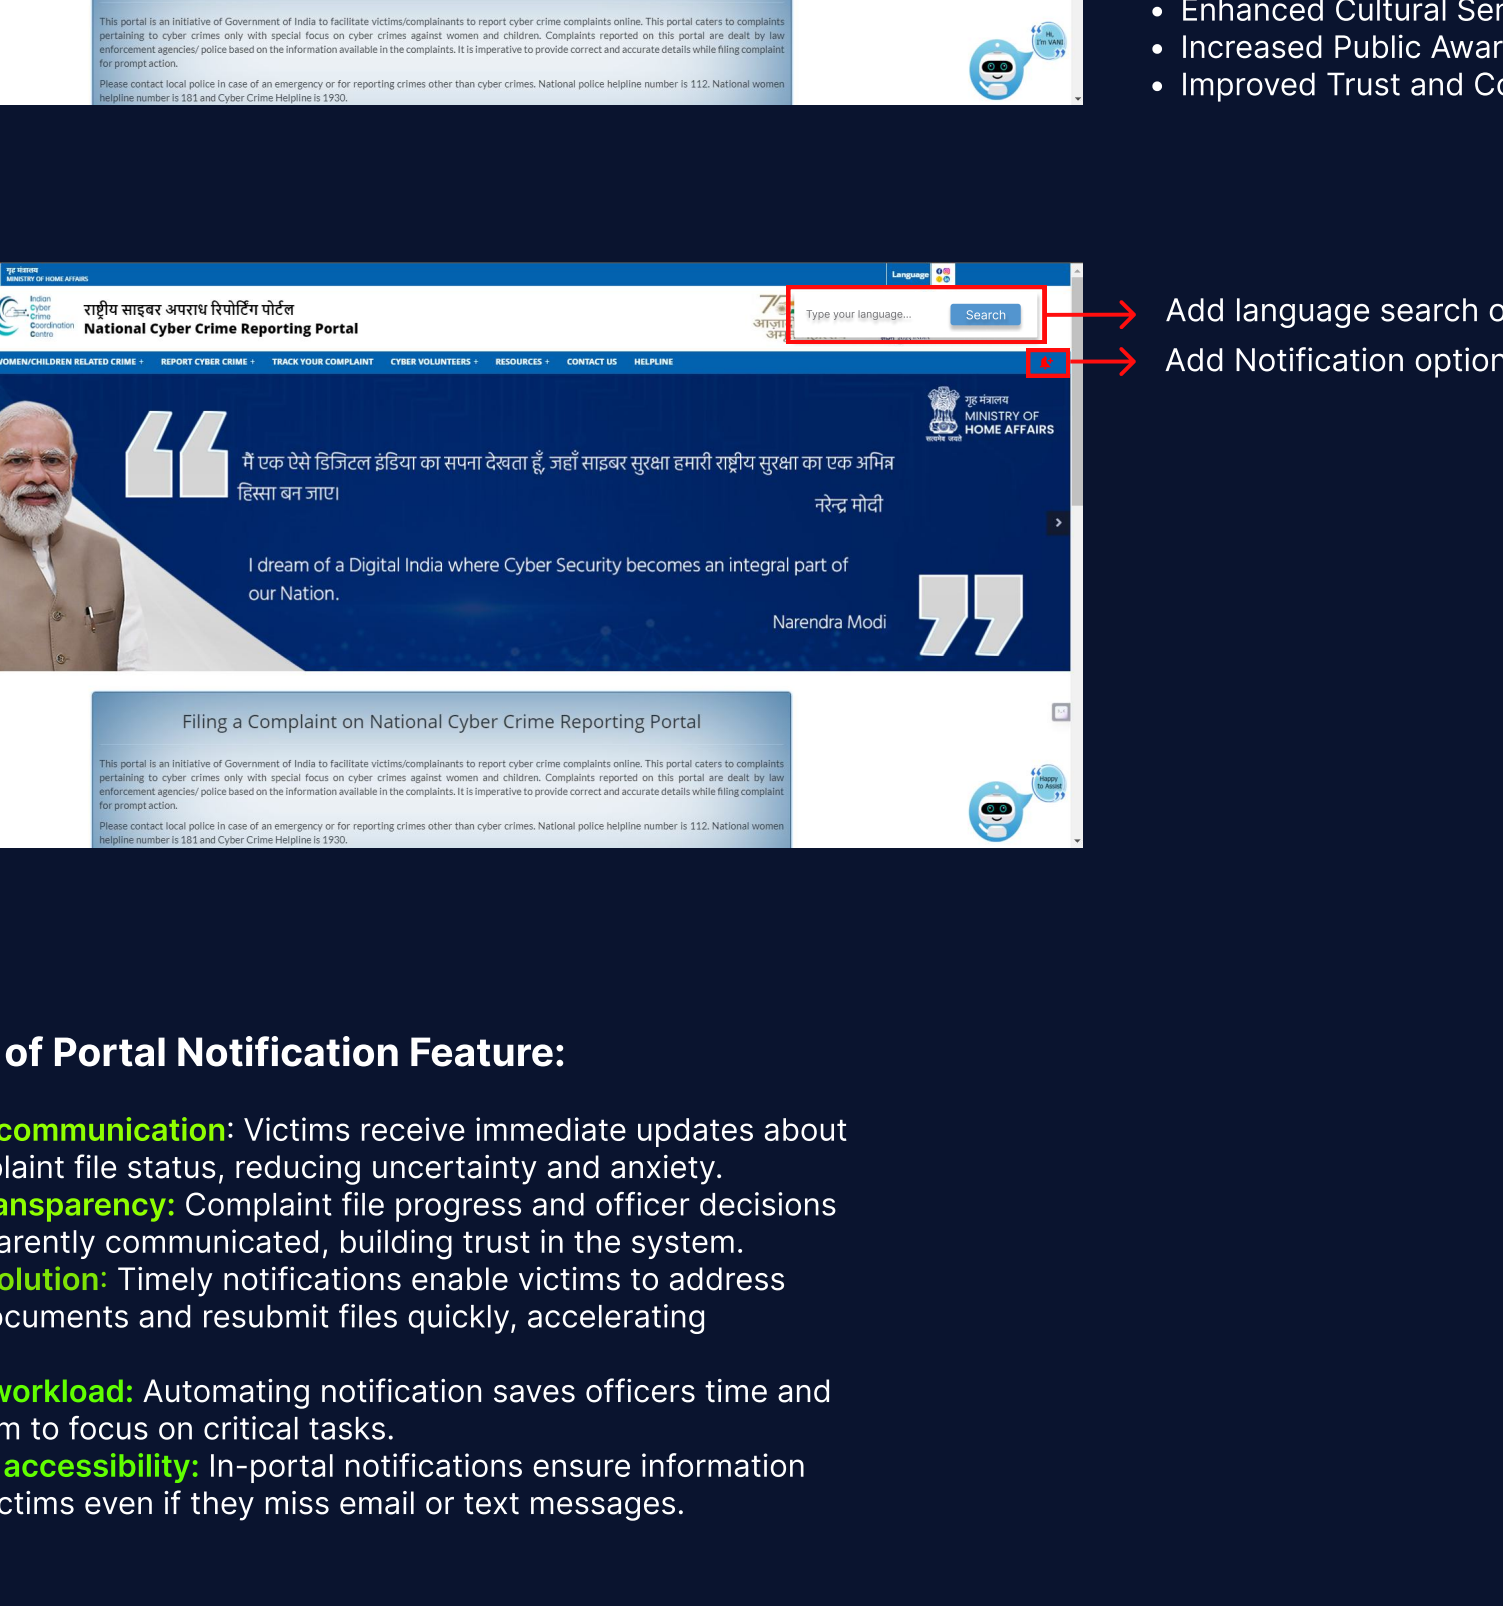 This portal is an initiative of Government of India to facilitate victims/complainants to report cyber crime complaints online. This portal caters to complaints
pertaining to cyber crimes only with special focus on cyber crimes against women and children. Complaints reported on this portal are dealt by law
enforcement agencies/ police based on the information available in the complaints. It is imperative to provide correct and accurate details while filing complaint
for prompt action.
Please contact local police in case of an emergency or for reporting crimes other than cyber crimes. National police helpline number is 112. National women
helpline number is 181 and Cyber Crime Helpline is 1930.
Hi,
I'm VANI
• Enhanced Cultural Ser
• Increased Public Awar
• Improved Trust and Co
गृह मंत्रालय
MINISTRY OF HOME AFFAIRS
Language
Indian
Cyber
Crime
Coordination
Centre
राष्ट्रीय साइबर अपराध रिपोर्टिंग पोर्टल
National Cyber Crime Reporting Portal
Type your language...
Search
Add language search o
WOMEN/CHILDREN RELATED CRIME + REPORT CYBER CRIME + TRACK YOUR COMPLAINT CYBER VOLUNTEERS + RESOURCES + CONTACT US HELPLINE
Add Notification option
गृह मंत्रालय
MINISTRY OF
HOME AFFAIRS
सत्यमेव जयते
मैं एक ऐसे डिजिटल इंडिया का सपना देखता हूँ, जहाँ साइबर सुरक्षा हमारी राष्ट्रीय सुरक्षा का एक अभिन्न
हिस्सा बन जाए।
नरेन्द्र मोदी
I dream of a Digital India where Cyber Security becomes an integral part of
our Nation.
Narendra Modi
Filing a Complaint on National Cyber Crime Reporting Portal
This portal is an initiative of Government of India to facilitate victims/complainants to report cyber crime complaints online. This portal caters to complaints
pertaining to cyber crimes only with special focus on cyber crimes against women and children. Complaints reported on this portal are dealt by law
enforcement agencies/ police based on the information available in the complaints. It is imperative to provide correct and accurate details while filing complaint
for prompt action.
Please contact local police in case of an emergency or for reporting crimes other than cyber crimes. National police helpline number is 112. National women
helpline number is 181 and Cyber Crime Helpline is 1930.
Happy
to Assist
of Portal Notification Feature:
communication: Victims receive immediate updates about
plaint file status, reducing uncertainty and anxiety.
ansparency: Complaint file progress and officer decisions
arently communicated, building trust in the system.
olution: Timely notifications enable victims to address
ocuments and resubmit files quickly, accelerating
workload: Automating notification saves officers time and
m to focus on critical tasks.
accessibility: In-portal notifications ensure information
ctims even if they miss email or text messages.